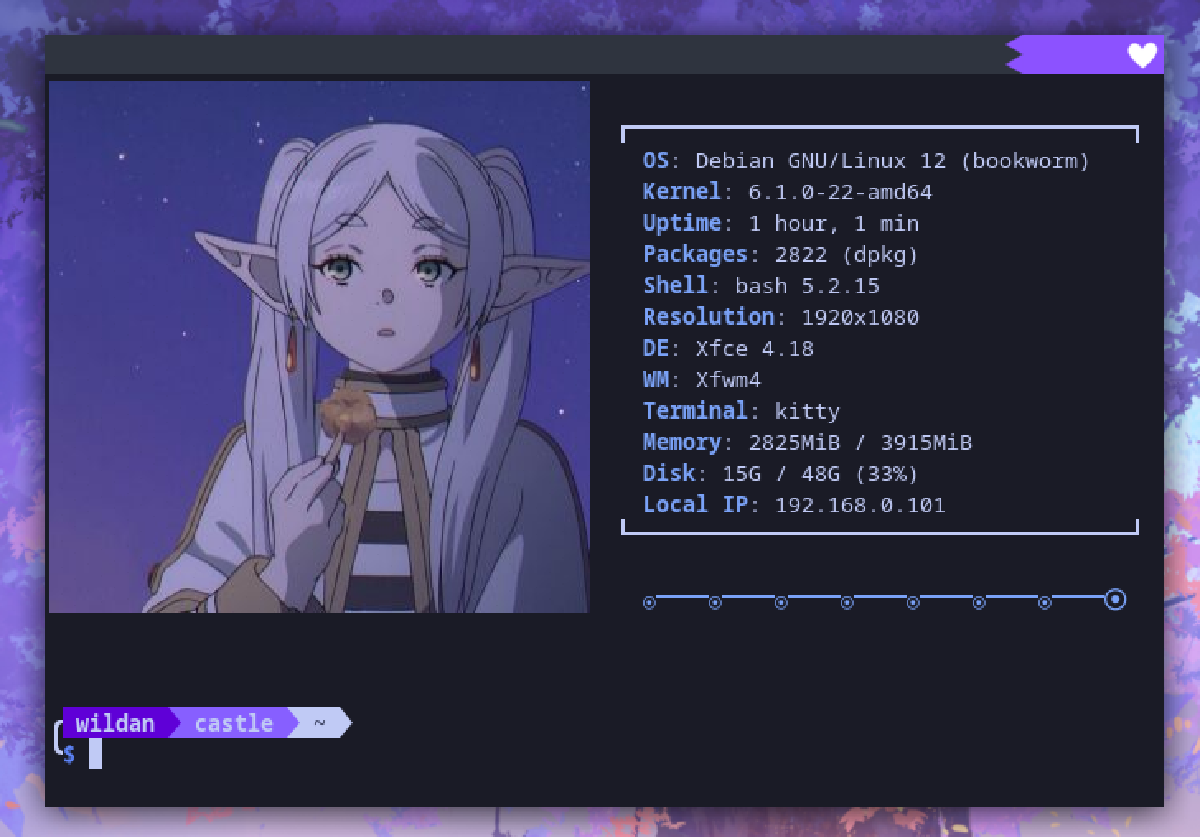 OS: Debian GNU/Linux 12 (bookworm)
Kernel: 6.1.0-22-amd64
Uptime: 1 hour, 1 min
Packages: 2822 (dpkg)
Shell: bash 5.2.15
Resolution: 1920x1080
DE: Xfce 4.18
WM: Xfwm4
Terminal: kitty
Memory: 2825MiB / 3915MiB
Disk: 15G / 48G (33%)
Local IP: 192.168.0.101
wildan castle ~
$